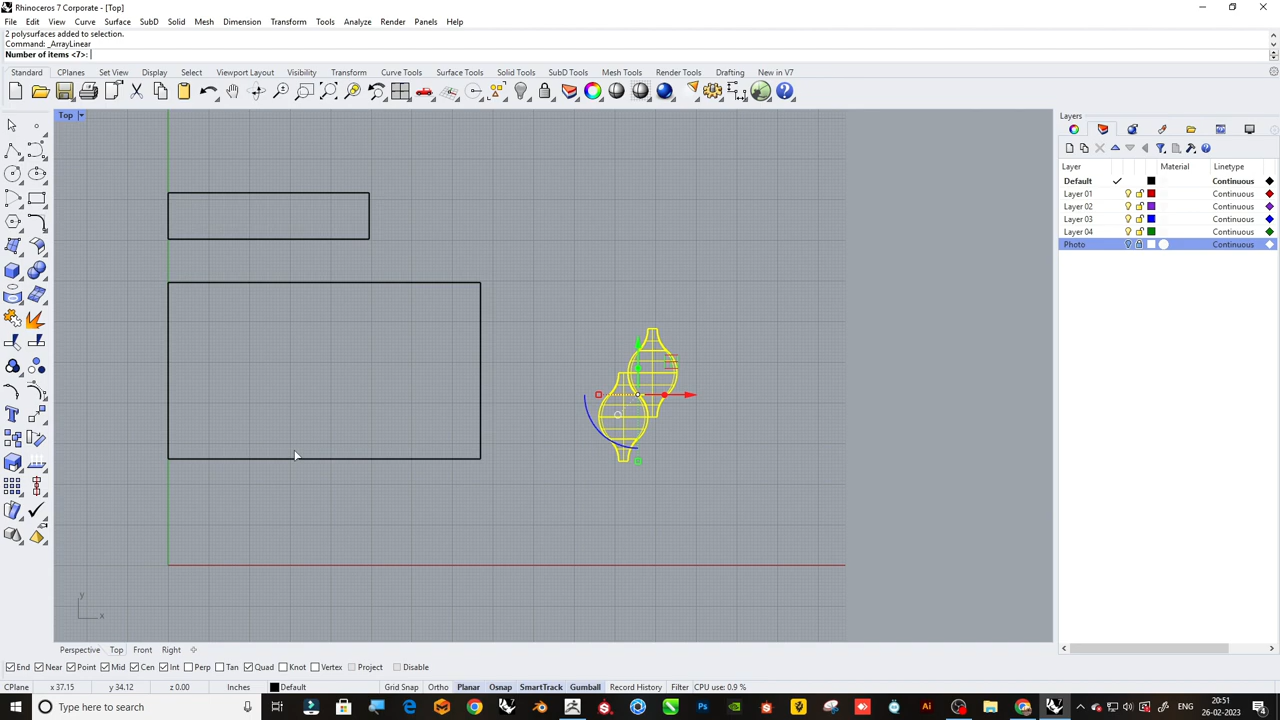 Rhinoceros 7 Corporate - [Top]
File Edit View Curve Surface SubD Solid Mesh Dimension Transform Tools Analyze Render Panels Help
2 polysurfaces added to selection.
Command: _ArrayLinear
Number of items <7>:
Standard CPlanes Set View Display Select Viewport Layout Visibility Transform Curve Tools Surface Tools Solid Tools SubD Tools Mesh Tools Render Tools Drafting New in V7
Top
Layers
Layer Material Linetype
Default Continuous
Layer 01 Continuous
Layer 02 Continuous
Layer 03 Continuous
Layer 04 Continuous
Photo Continuous
y
x
Perspective Top Front Right
End Near Point Mid Cen Int Perp Tan Quad Knot Vertex Project Disable
CPlane x 37.15 y 34.12 z 0.00 Inches Default Grid Snap Ortho Planar Osnap SmartTrack Gumball Record History Filter CPU use: 0.9 %
Type here to search
20:51
26-02-2023